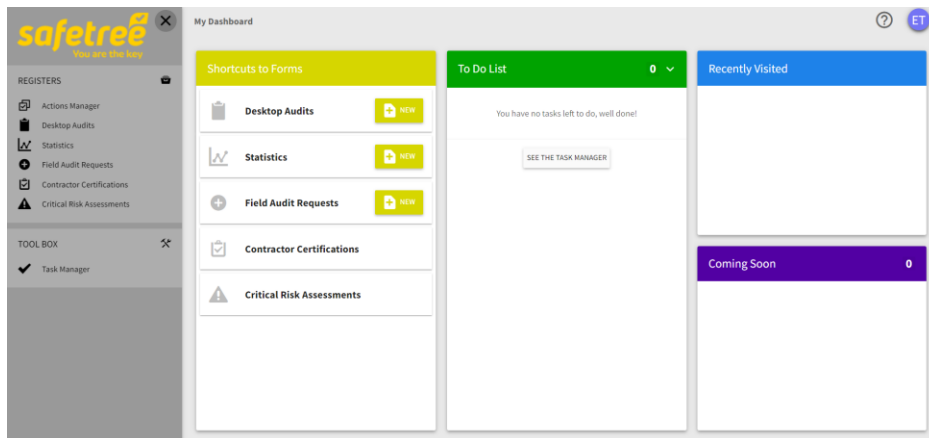 safetree
You are the key
My Dashboard
ET
REGISTERS
Actions Manager
Desktop Audits
Statistics
Field Audit Requests
Contractor Certifications
Critical Risk Assessments
TOOL BOX
Task Manager
Shortcuts to Forms
Desktop Audits NEW
Statistics NEW
Field Audit Requests NEW
Contractor Certifications
Critical Risk Assessments
To Do List 0
You have no tasks left to do, well done!
SEE THE TASK MANAGER
Recently Visited
Coming Soon 0